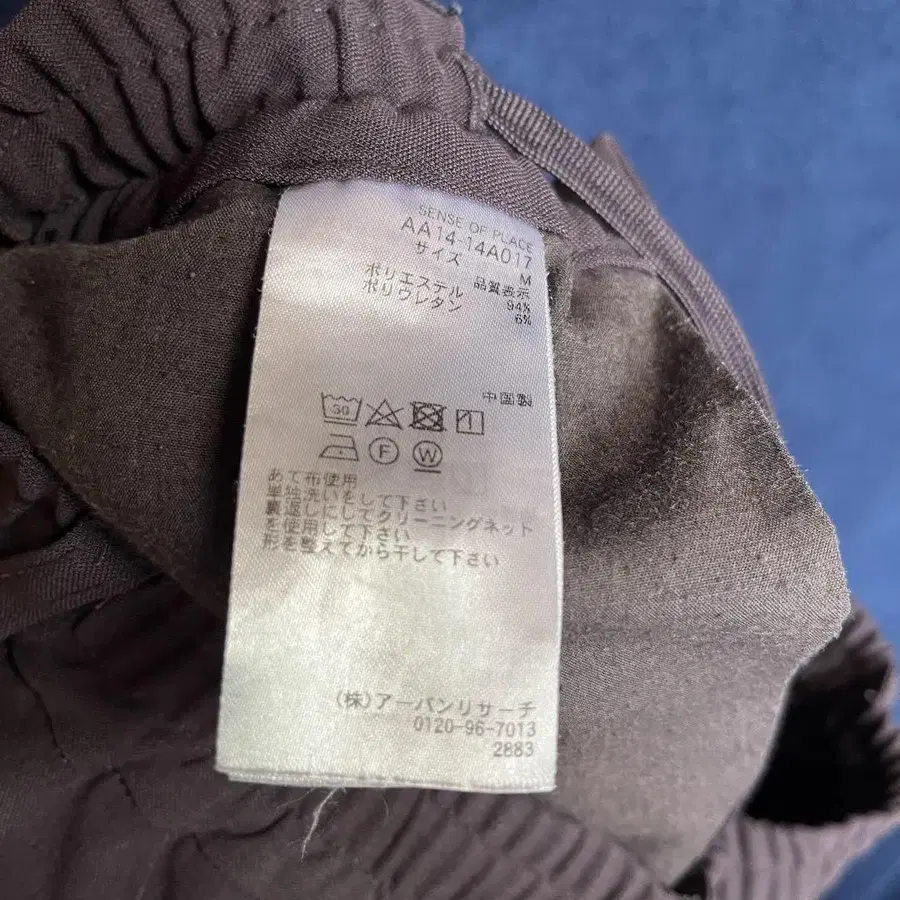 SENSE OF PLACE
AA14-14A017
サイズ M
品質表示
ポリエステル 94%
ポリウレタン 6%
30
F
W
あて布使用
単独洗いをして下さい
裏返しにしてクリーニングネット
を使用して下さい
形を整えてから干して下さい
(株)アーバンリサーチ
0120-96-7013
2883